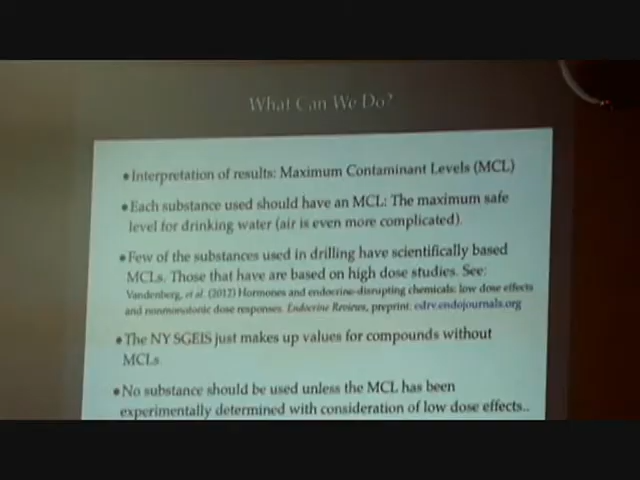 What Can We Do?
•Interpretation of results: Maximum Contaminant Levels (MCL)
•Each substance used should have an MCL: The maximum safe
level for drinking water (air is even more complicated).
•Few of the substances used in drilling have scientifically based
MCLs. Those that have are based on high dose studies. See:
Vandenberg, et al. (2012) Hormones and endocrine-disrupting chemicals: low dose effects
and nonmonotonic dose responses. Endocrine Reviews, preprint. edrv.endojournals.org
•The NY SGEIS just makes up values for compounds without
MCLs.
•No substance should be used unless the MCL has been
experimentally determined with consideration of low dose effects..